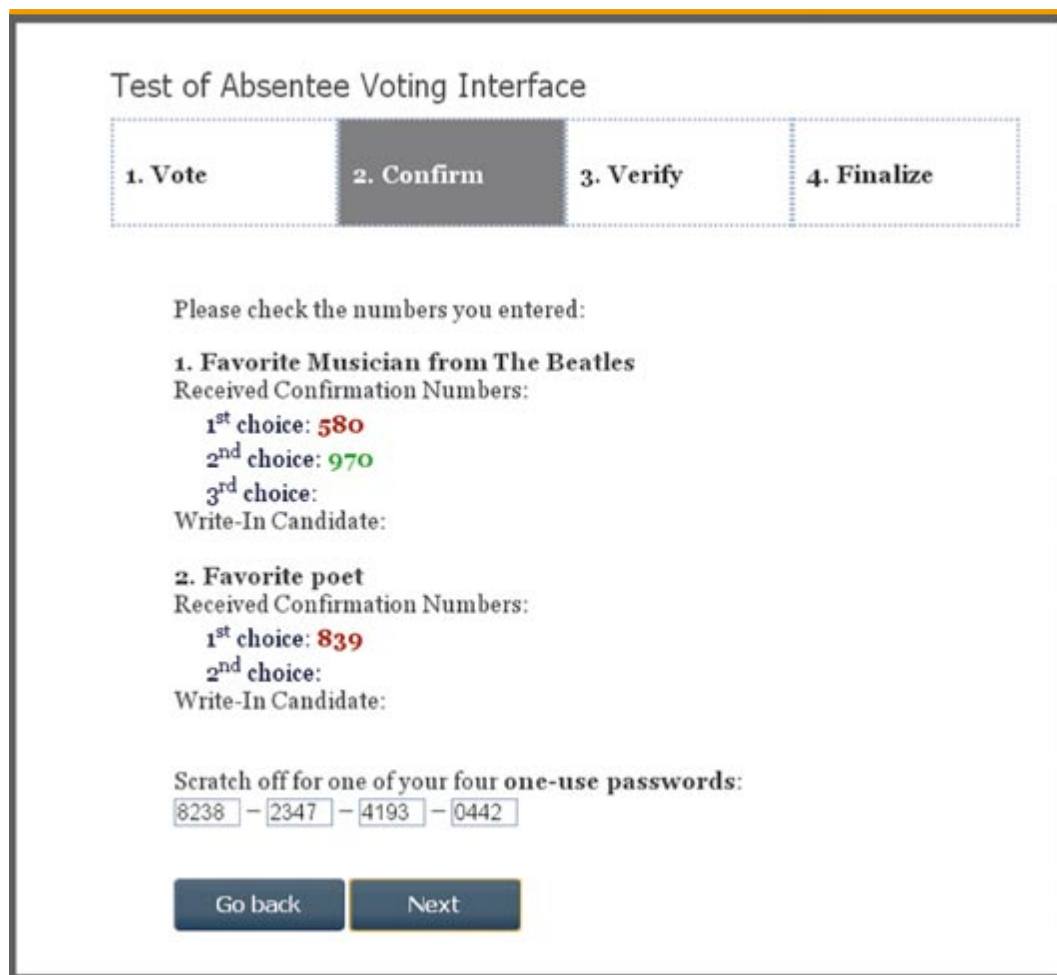 Test of Absentee Voting Interface
1. Vote 2. Confirm 3. Verify 4. Finalize
Please check the numbers you entered:
1. Favorite Musician from The Beatles
Received Confirmation Numbers:
1st choice: 580
2nd choice: 970
3rd choice:
Write-In Candidate:
2. Favorite poet
Received Confirmation Numbers:
1st choice: 839
2nd choice:
Write-In Candidate:
Scratch off for one of your four one-use passwords:
8238 – 2347 – 4193 – 0442
Go back Next